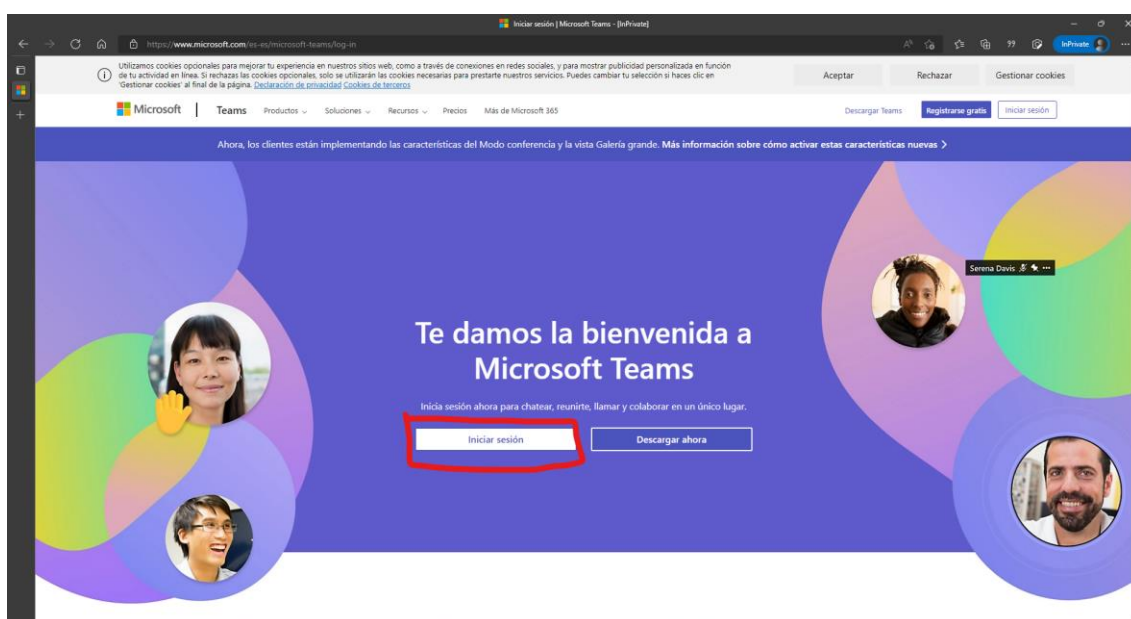 Iniciar sesión | Microsoft Teams - [InPrivate]
https://www.microsoft.com/es-es/microsoft-teams/log-in
InPrivate
Utilizamos cookies opcionales para mejorar tu experiencia en nuestros sitios web, como a través de conexiones en redes sociales, y para mostrar publicidad personalizada en función
de tu actividad en línea. Si rechazas las cookies opcionales, solo se utilizarán las cookies necesarias para prestarte nuestros servicios. Puedes cambiar tu selección si haces clic en
'Gestionar cookies' al final de la página. Declaración de privacidad Cookies de terceros
Aceptar Rechazar Gestionar cookies
Microsoft | Teams Productos Soluciones Recursos Precios Más de Microsoft 365 Descargar Teams Registrarse gratis Iniciar sesión
Ahora, los clientes están implementando las características del Modo conferencia y la vista Galería grande. Más información sobre cómo activar estas características nuevas >
Serena Davis
Te damos la bienvenida a
Microsoft Teams
Inicia sesión ahora para chatear, reunirte, llamar y colaborar en un único lugar.
Iniciar sesión Descargar ahora